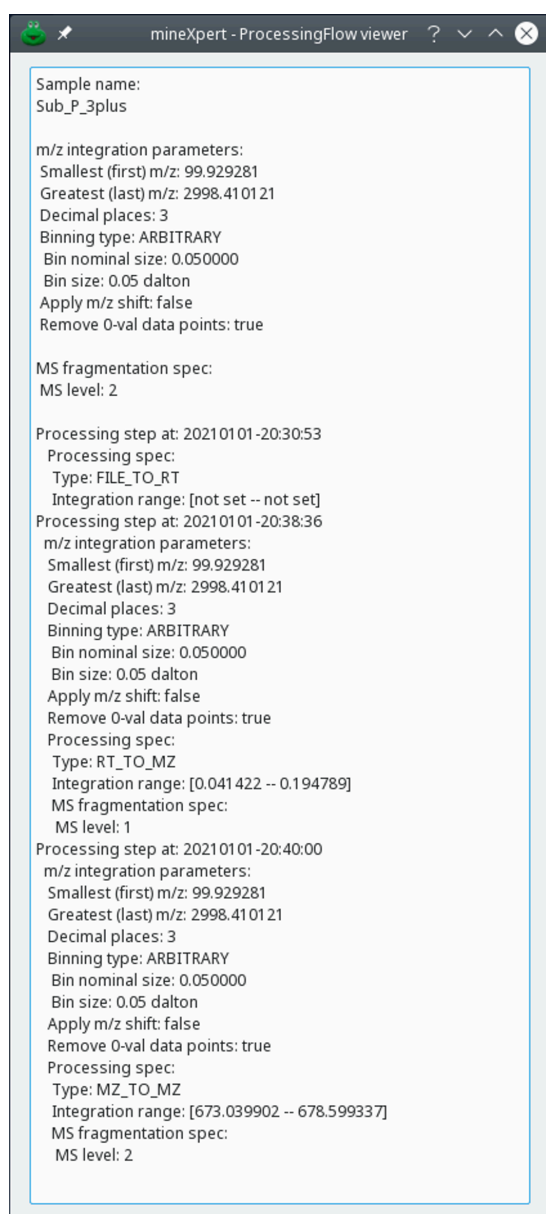 mineXpert - ProcessingFlow viewer
Sample name:
Sub_P_3plus
m/z integration parameters:
Smallest (first) m/z: 99.929281
Greatest (last) m/z: 2998.410121
Decimal places: 3
Binning type: ARBITRARY
Bin nominal size: 0.050000
Bin size: 0.05 dalton
Apply m/z shift: false
Remove 0-val data points: true
MS fragmentation spec:
MS level: 2
Processing step at: 20210101-20:30:53
Processing spec:
Type: FILE_TO_RT
Integration range: [not set -- not set]
Processing step at: 20210101-20:38:36
m/z integration parameters:
Smallest (first) m/z: 99.929281
Greatest (last) m/z: 2998.410121
Decimal places: 3
Binning type: ARBITRARY
Bin nominal size: 0.050000
Bin size: 0.05 dalton
Apply m/z shift: false
Remove 0-val data points: true
Processing spec:
Type: RT_TO_MZ
Integration range: [0.041422 -- 0.194789]
MS fragmentation spec:
MS level: 1
Processing step at: 20210101-20:40:00
m/z integration parameters:
Smallest (first) m/z: 99.929281
Greatest (last) m/z: 2998.410121
Decimal places: 3
Binning type: ARBITRARY
Bin nominal size: 0.050000
Bin size: 0.05 dalton
Apply m/z shift: false
Remove 0-val data points: true
Processing spec:
Type: MZ_TO_MZ
Integration range: [673.039902 -- 678.599337]
MS fragmentation spec:
MS level: 2